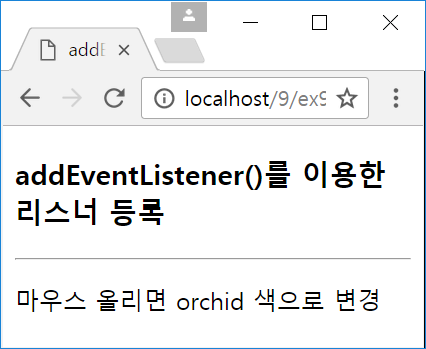 addE
localhost/9/ex9
addEventListener()를 이용한
리스너 등록
마우스 올리면 orchid 색으로 변경